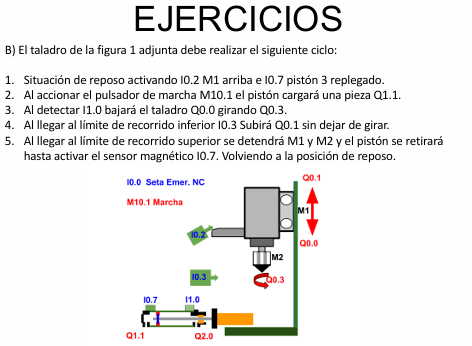 EJERCICIOS
B) El taladro de la figura 1 adjunta debe realizar el siguiente ciclo:
1. Situación de reposo activando I0.2 M1 arriba e I0.7 pistón 3 replegado.
2. Al accionar el pulsador de marcha M10.1 el pistón cargará una pieza Q1.1.
3. Al detectar I1.0 bajará el taladro Q0.0 girando Q0.3.
4. Al llegar al límite de recorrido inferior I0.3 Subirá Q0.1 sin dejar de girar.
5. Al llegar al límite de recorrido superior se detendrá M1 y M2 y el pistón se retirará
hasta activar el sensor magnético I0.7. Volviendo a la posición de reposo.
Q0.1
I0.0 Seta Emer. NC
M10.1 Marcha
M1
I0.2
Q0.0
M2
I0.3
Q0.3
I0.7 I1.0
Q1.1 Q2.0